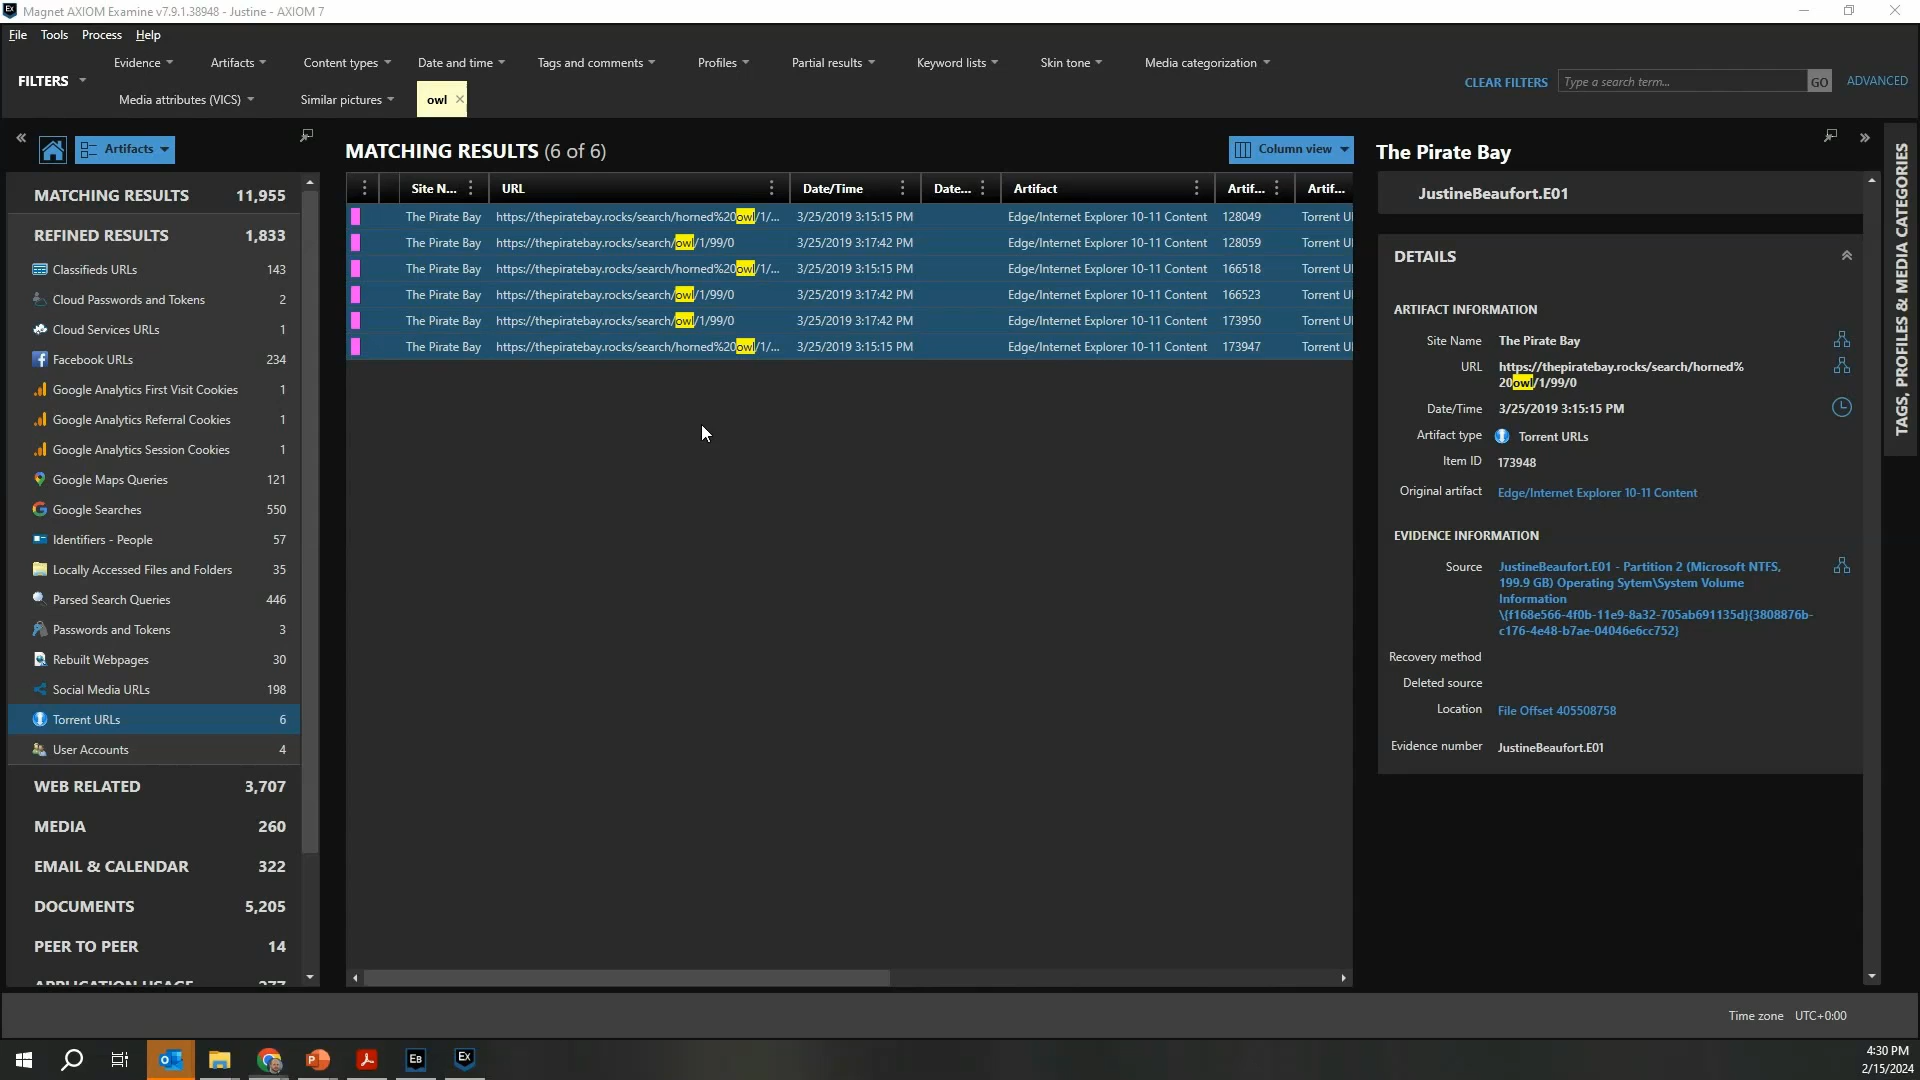 Magnet AXIOM Examine v7.9.1.38948 - Justine - AXIOM 7
File Tools Process Help
FILTERS
Evidence Artifacts Content types Date and time Tags and comments Profiles Partial results Keyword lists Skin tone Media categorization
Media attributes (VICS) Similar pictures owl
CLEAR FILTERS Type a search term... GO ADVANCED
Artifacts
MATCHING RESULTS 11,955
REFINED RESULTS 1,833
Classifieds URLs 143
Cloud Passwords and Tokens 2
Cloud Services URLs 1
Facebook URLs 234
Google Analytics First Visit Cookies 1
Google Analytics Referral Cookies 1
Google Analytics Session Cookies 1
Google Maps Queries 121
Google Searches 550
Identifiers - People 57
Locally Accessed Files and Folders 35
Parsed Search Queries 446
Passwords and Tokens 3
Rebuilt Webpages 30
Social Media URLs 198
Torrent URLs 6
User Accounts 4
WEB RELATED 3,707
MEDIA 260
EMAIL & CALENDAR 322
DOCUMENTS 5,205
PEER TO PEER 14
MATCHING RESULTS (6 of 6)
Column view
Site N... URL Date/Time Date... Artifact Artif... Artif...
The Pirate Bay https://thepiratebay.rocks/search/horned%20owl/1/... 3/25/2019 3:15:15 PM Edge/Internet Explorer 10-11 Content 128049 Torrent U
The Pirate Bay https://thepiratebay.rocks/search/owl/1/99/0 3/25/2019 3:17:42 PM Edge/Internet Explorer 10-11 Content 128059 Torrent U
The Pirate Bay https://thepiratebay.rocks/search/horned%20owl/1/... 3/25/2019 3:15:15 PM Edge/Internet Explorer 10-11 Content 166518 Torrent U
The Pirate Bay https://thepiratebay.rocks/search/owl/1/99/0 3/25/2019 3:17:42 PM Edge/Internet Explorer 10-11 Content 166523 Torrent U
The Pirate Bay https://thepiratebay.rocks/search/owl/1/99/0 3/25/2019 3:17:42 PM Edge/Internet Explorer 10-11 Content 173950 Torrent U
The Pirate Bay https://thepiratebay.rocks/search/horned%20owl/1/... 3/25/2019 3:15:15 PM Edge/Internet Explorer 10-11 Content 173947 Torrent U
The Pirate Bay
JustineBeaufort.E01
DETAILS
ARTIFACT INFORMATION
Site Name The Pirate Bay
URL https://thepiratebay.rocks/search/horned%
20owl/1/99/0
Date/Time 3/25/2019 3:15:15 PM
Artifact type Torrent URLs
Item ID 173948
Original artifact Edge/Internet Explorer 10-11 Content
EVIDENCE INFORMATION
Source JustineBeaufort.E01 - Partition 2 (Microsoft NTFS,
199.9 GB) Operating Sytem\System Volume
Information
\{f168e566-4f0b-11e9-8a32-705ab691135d}{3808876b-
c176-4e48-b7ae-04046e6cc752}
Recovery method
Deleted source
Location File Offset 405508758
Evidence number JustineBeaufort.E01
TAGS, PROFILES & MEDIA CATEGORIES
Time zone UTC+0:00
4:30 PM
2/15/2024